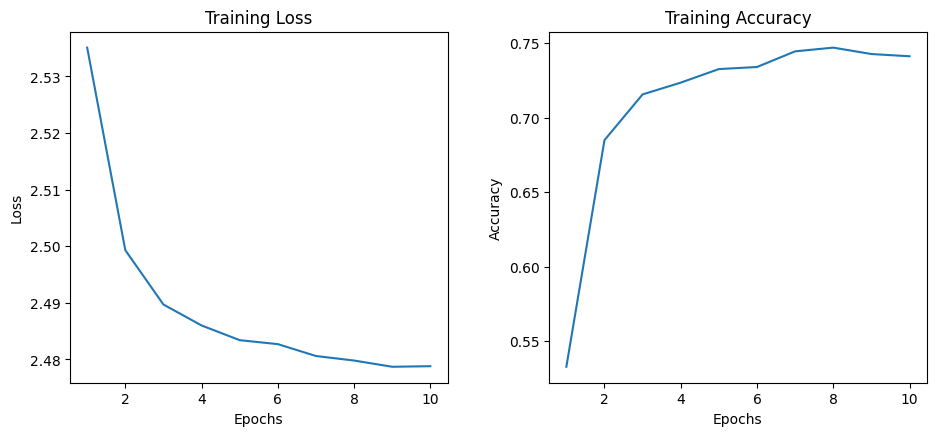 Training Loss
2.53
2.52
2.51
2.50
2.49
2.48
Loss
2 4 6 8 10
Epochs
Training Accuracy
0.75
0.70
0.65
0.60
0.55
Accuracy
2 4 6 8 10
Epochs